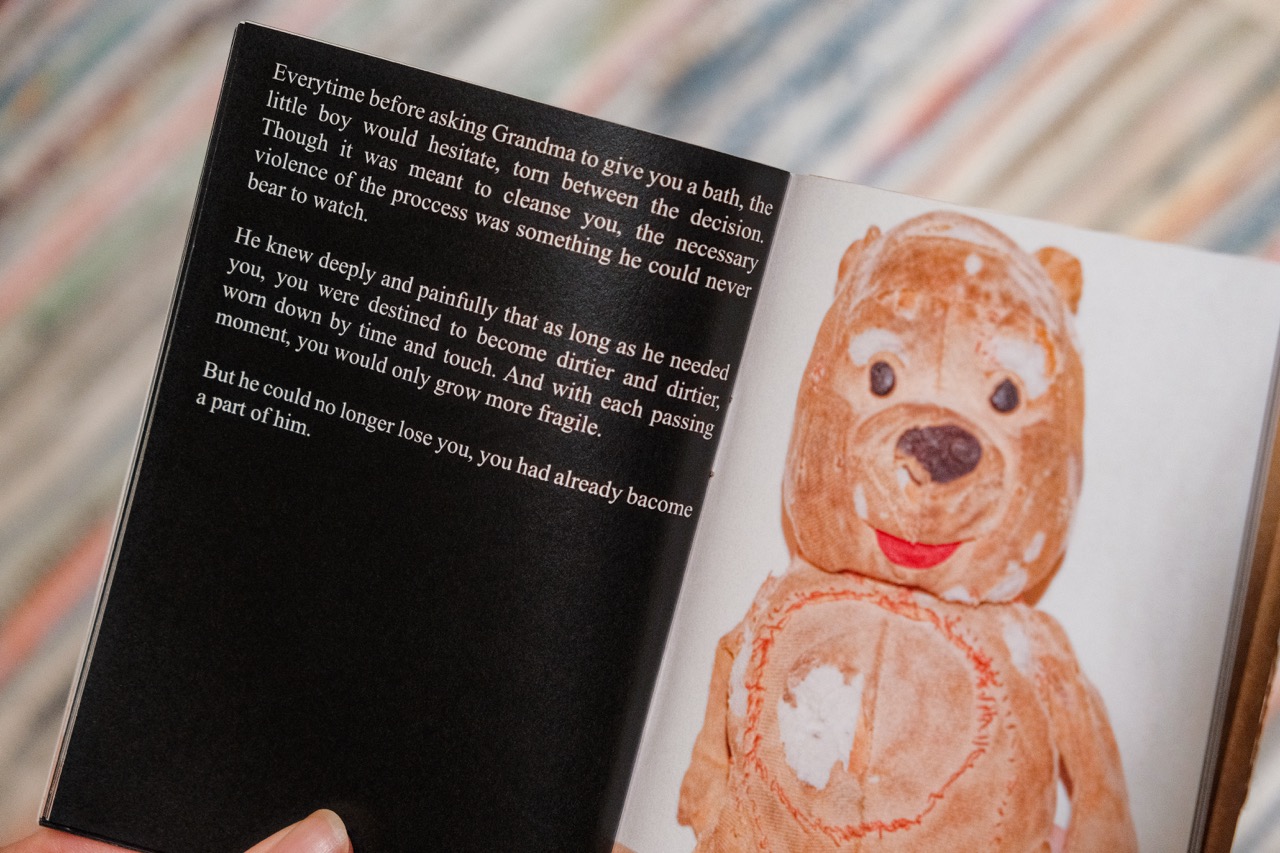 Everytime before asking Grandma to give you a bath, the
little boy would hesitate, torn between the decision.
Though it was meant to cleanse you, the necessary
violence of the proccess was something he could never
bear to watch.
He knew deeply and painfully that as long as he needed
you, you were destined to become dirtier and dirtier,
worn down by time and touch. And with each passing
moment, you would only grow more fragile.
But he could no longer lose you, you had already bacome
a part of him.